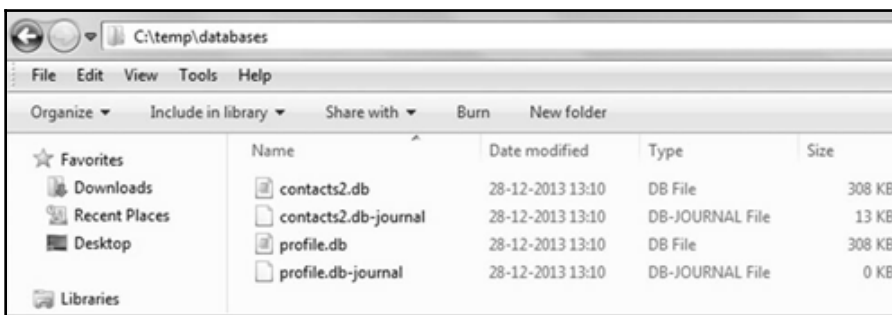 C:\temp\databases
File Edit View Tools Help
Organize Include in library Share with Burn New folder
Favorites
Downloads
Recent Places
Desktop
Libraries
Name Date modified Type Size
contacts2.db 28-12-2013 13:10 DB File 308 KB
contacts2.db-journal 28-12-2013 13:10 DB-JOURNAL File 13 KB
profile.db 28-12-2013 13:10 DB File 308 KB
profile.db-journal 28-12-2013 13:10 DB-JOURNAL File 0 KB